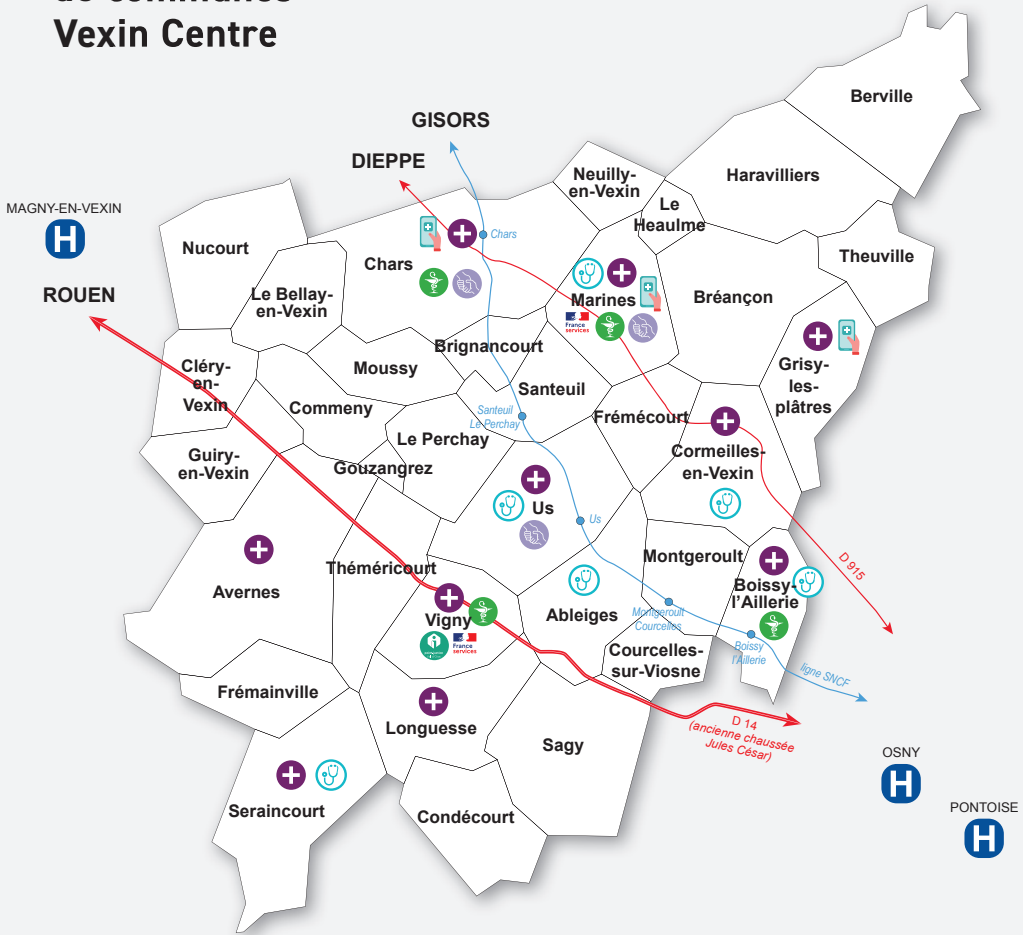 de communes
Vexin Centre
Berville
GISORS
DIEPPE
Neuilly-
en-Vexin
Haravilliers
Le
Heaulme
MAGNY-EN-VEXIN
H
Nucourt
Chars
Chars
Theuville
ROUEN
Le Bellay-
en-Vexin
Marines
France
services
Bréançon
Brignancourt
Cléry-
en-
Vexin
Moussy
Grisy-
les-
plâtres
Santeuil
Commeny
Santeuil
Le Perchay
Frémécourt
Le Perchay
Cormeilles-
en-Vexin
Guiry-
en-Vexin
Gouzangrez
Us
Us
Montgeroult
D 915
Théméricourt
Avernes
Boissy-
l'Aillerie
Vigny
France
services
Ableiges
Montgeroult
Courcelles
Boissy
l'Aillerie
Courcelles-
sur-Viosne
ligne SNCF
Frémainville
Longuesse
D 14
(ancienne chaussée
Jules César)
Sagy
OSNY
H
Seraincourt
Condécourt
PONTOISE
H